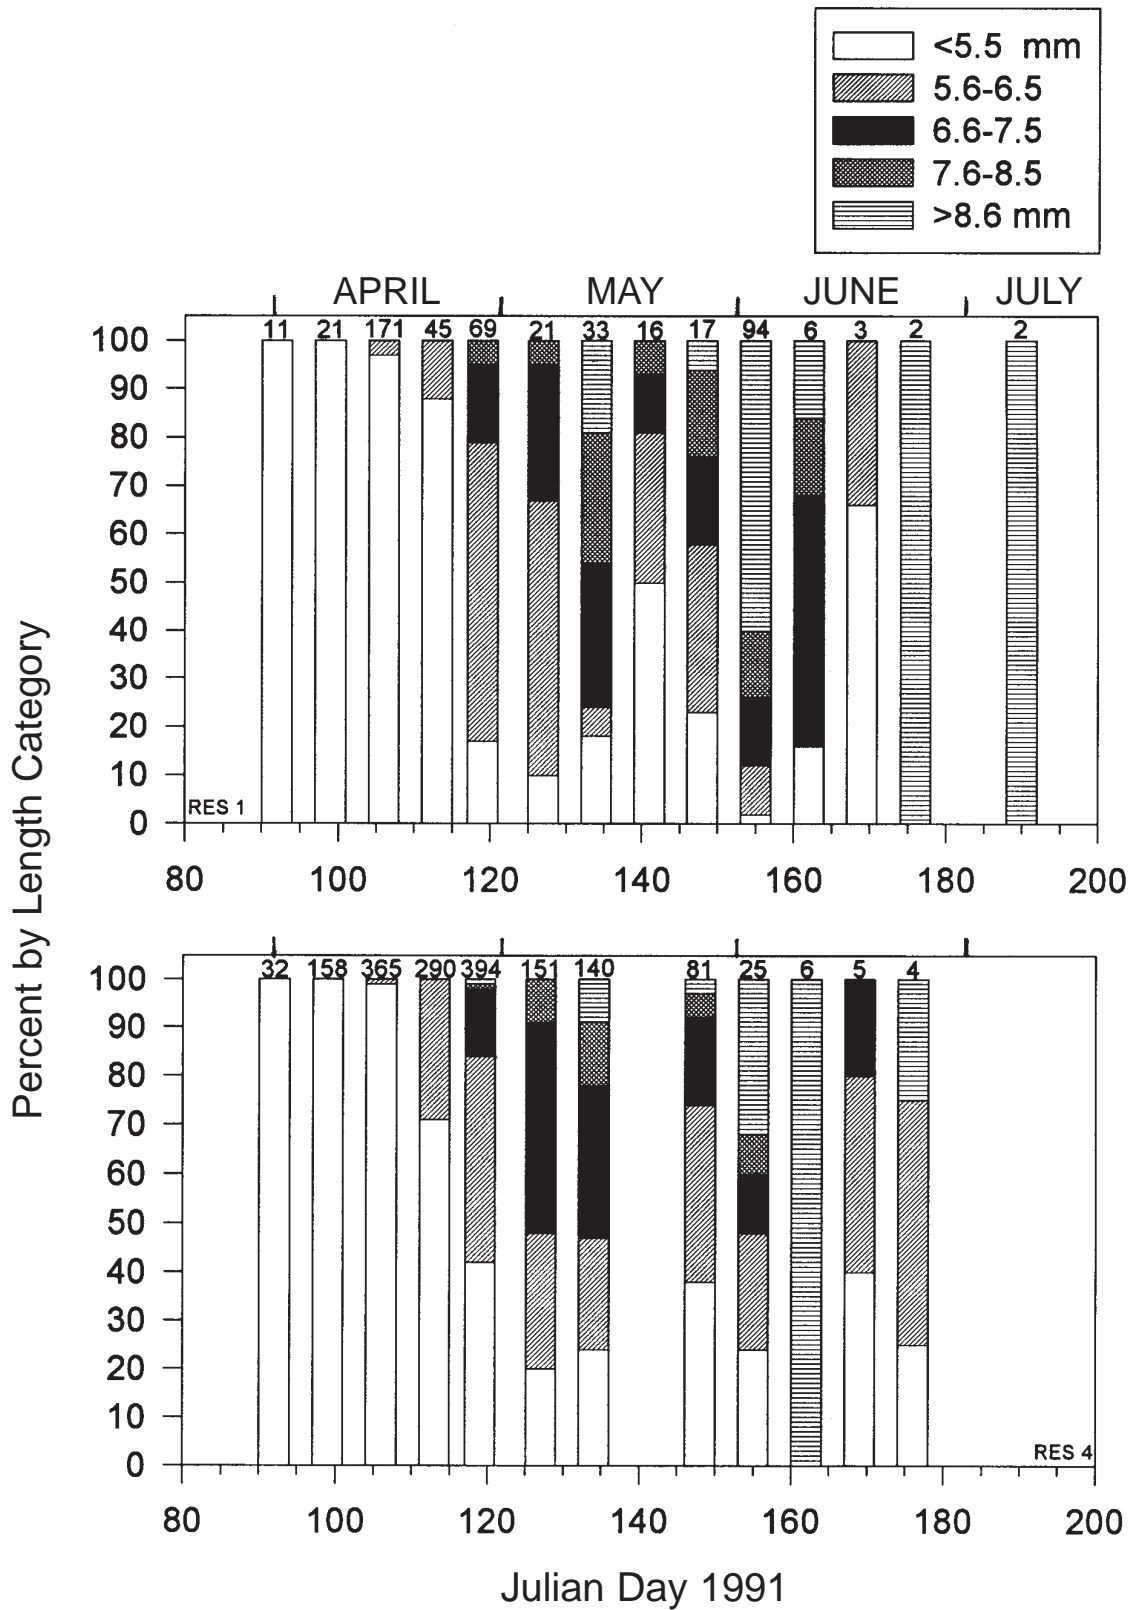 <5.5 mm
5.6-6.5
6.6-7.5
7.6-8.5
>8.6 mm
APRIL MAY JUNE JULY
11 21 171 45 69 21 33 16 17 94 6 3 2 2
100
90
80
70
60
50
40
30
20
10
0
RES 1
80 100 120 140 160 180 200
Percent by Length Category
32 158 365 290 394 151 140 81 25 6 5 4
100
90
80
70
60
50
40
30
20
10
0
RES 4
80 100 120 140 160 180 200
Julian Day 1991